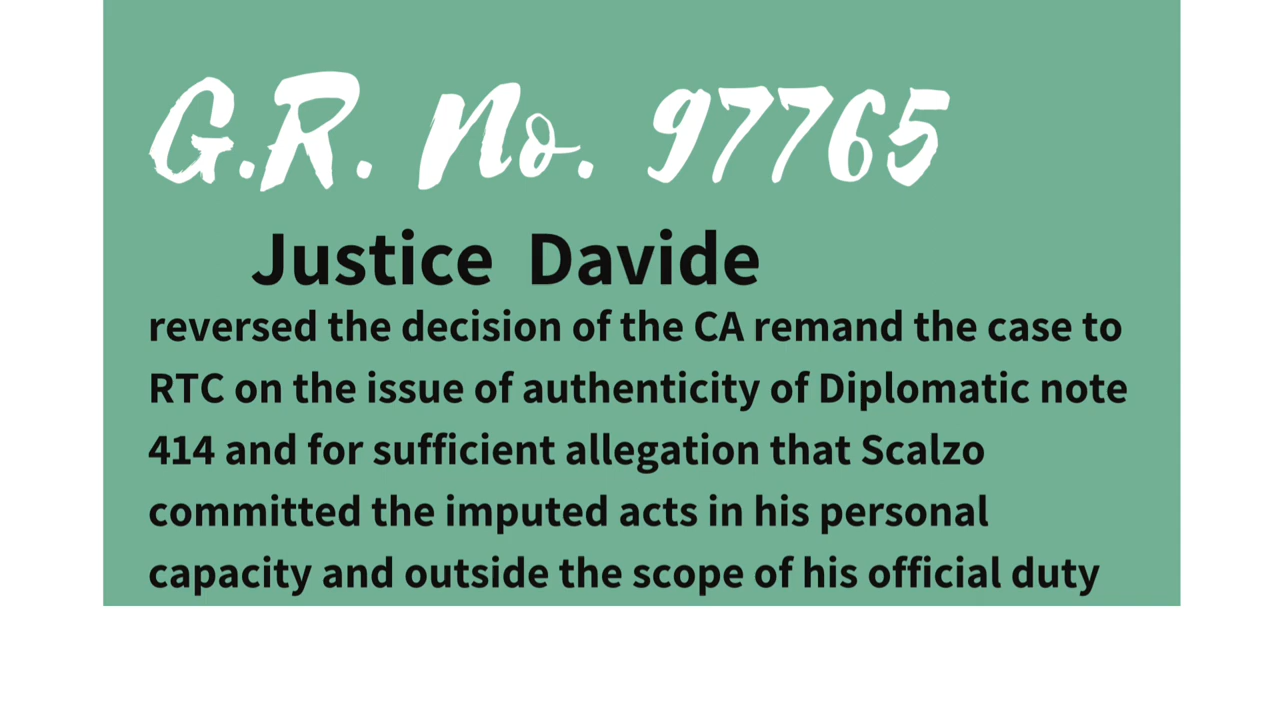 G.R. No. 97765
Justice Davide
reversed the decision of the CA remand the case to
RTC on the issue of authenticity of Diplomatic note
414 and for sufficient allegation that Scalzo
committed the imputed acts in his personal
capacity and outside the scope of his official duty